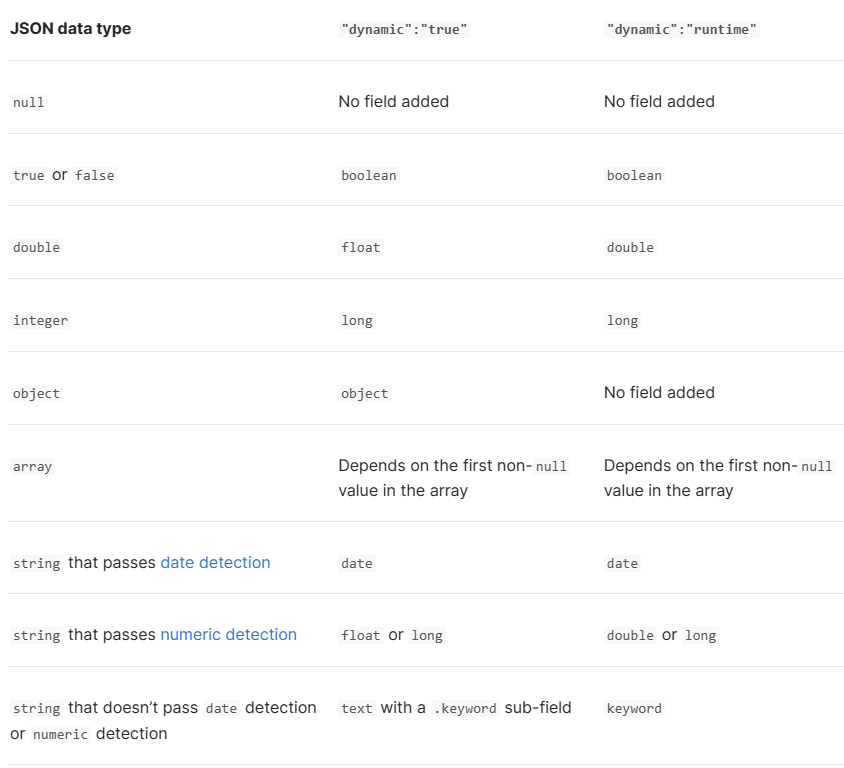 JSON data type "dynamic":"true" "dynamic":"runtime"
null No field added No field added
true or false boolean boolean
double float double
integer long long
object object No field added
array Depends on the first non-null Depends on the first non-null
value in the array value in the array
string that passes date detection date date
string that passes numeric detection float or long double or long
string that doesn’t pass date detection text with a .keyword sub-field keyword
or numeric detection